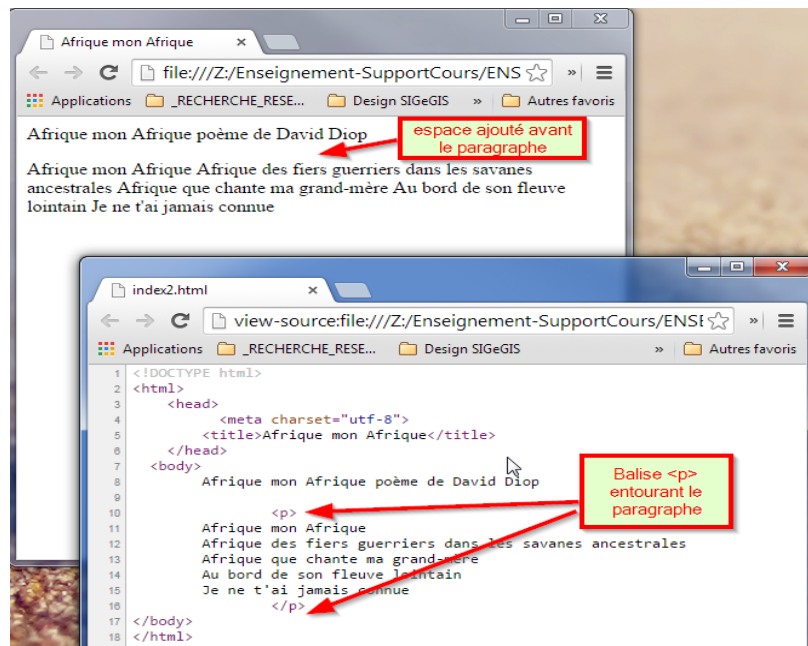 Afrique mon Afrique
file:///Z:/Enseignement-SupportCours/ENS
Applications _RECHERCHE_RESE... Design SIGeGIS » Autres favoris
Afrique mon Afrique poème de David Diop
espace ajouté avant
le paragraphe
Afrique mon Afrique Afrique des fiers guerriers dans les savanes
ancestrales Afrique que chante ma grand-mère Au bord de son fleuve
lointain Je ne t'ai jamais connue
index2.html
view-source:file:///Z:/Enseignement-SupportCours/ENSE
Applications _RECHERCHE_RESE... Design SIGeGIS » Autres favoris
1 <!DOCTYPE html>
2 <html>
3 <head>
4 <meta charset="utf-8">
5 <title>Afrique mon Afrique</title>
6 </head>
7 <body>
8 Afrique mon Afrique poème de David Diop
9
10 <p>
11 Afrique mon Afrique
12 Afrique des fiers guerriers dans les savanes ancestrales
13 Afrique que chante ma grand-mère
14 Au bord de son fleuve lointain
15 Je ne t'ai jamais connue
16 </p>
17 </body>
18 </html>
Balise <p>
entourant le
paragraphe